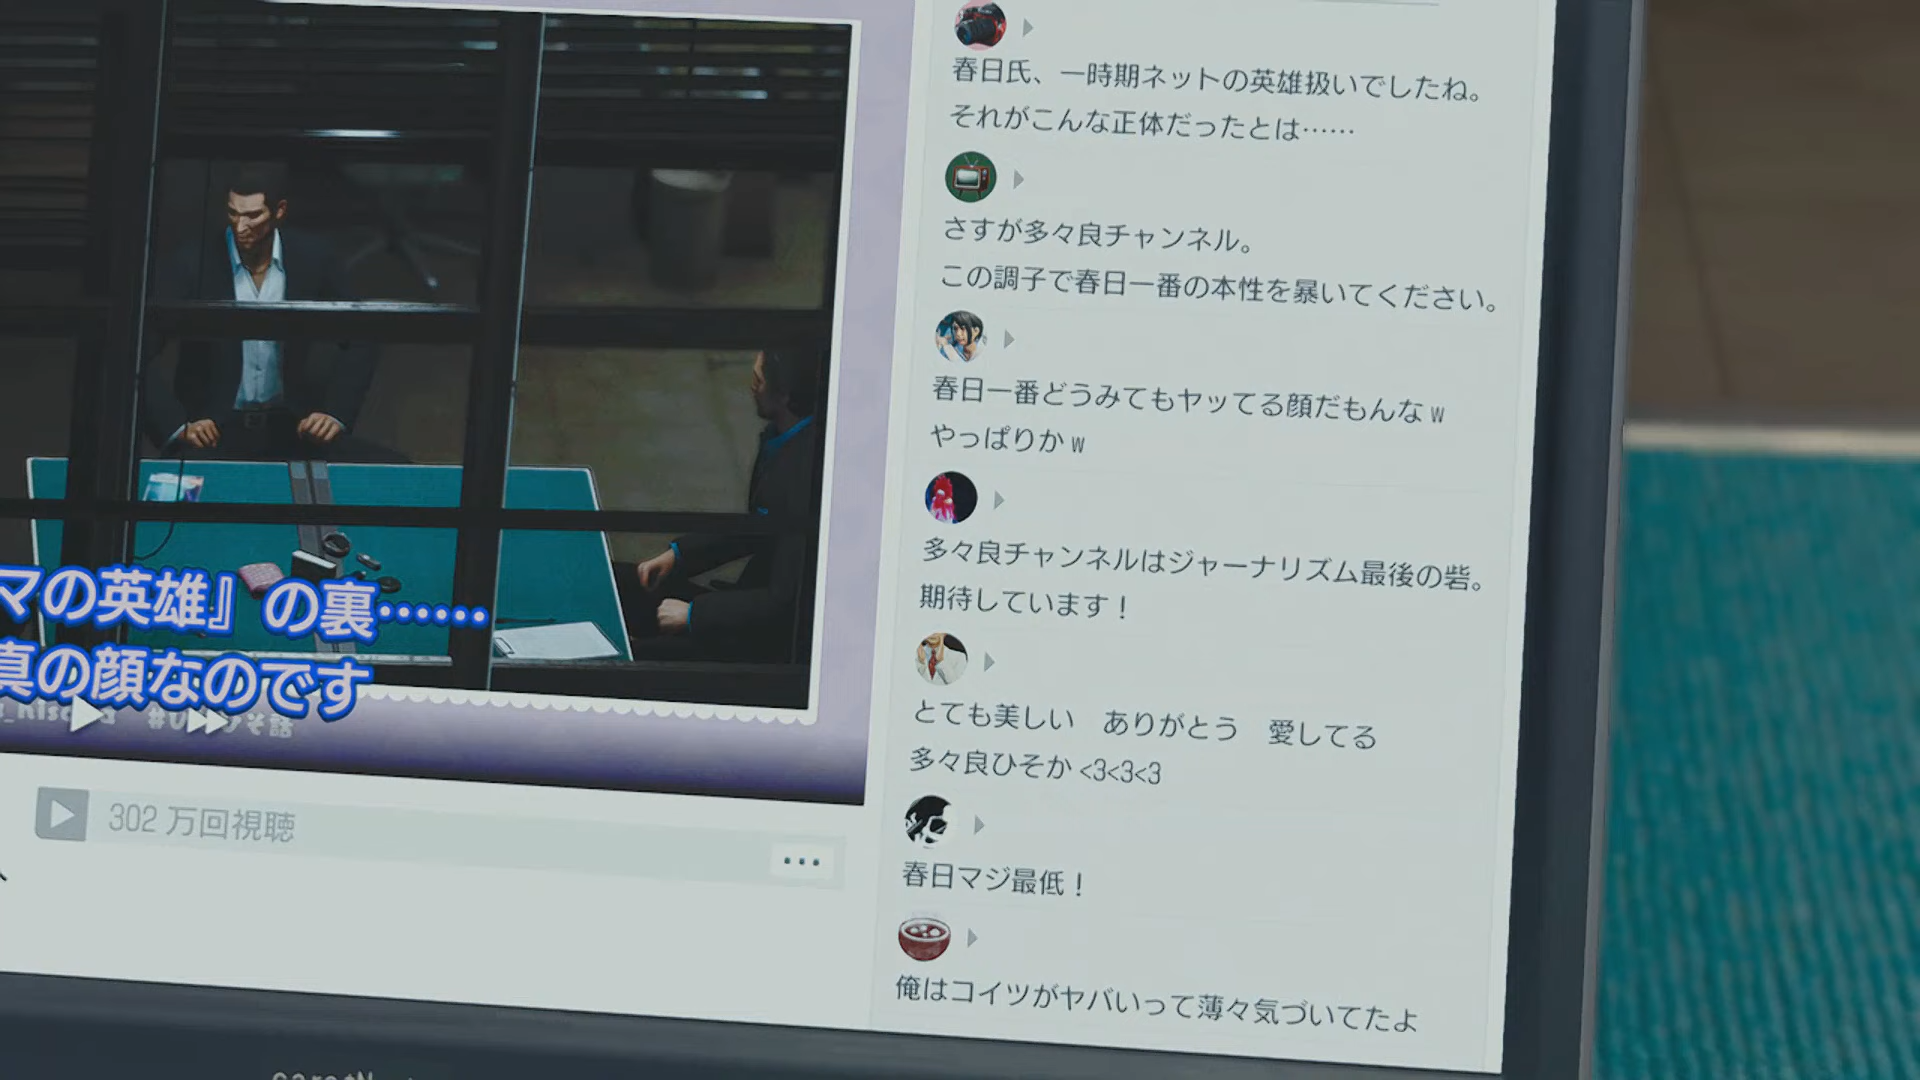 マの英雄』の裏……
真の顔なのです
302 万回視聴
春日氏、一時期ネットの英雄扱いでしたね。
それがこんな正体だったとは……
さすが多々良チャンネル。
この調子で春日一番の本性を暴いてください。
春日一番どうみてもヤッてる顔だもんなw
やっぱりかw
多々良チャンネルはジャーナリズム最後の砦。
期待しています！
とても美しい　ありがとう　愛してる
多々良ひそか<3<3<3
春日マジ最低！
俺はコイツがヤバいって薄々気づいてたよ